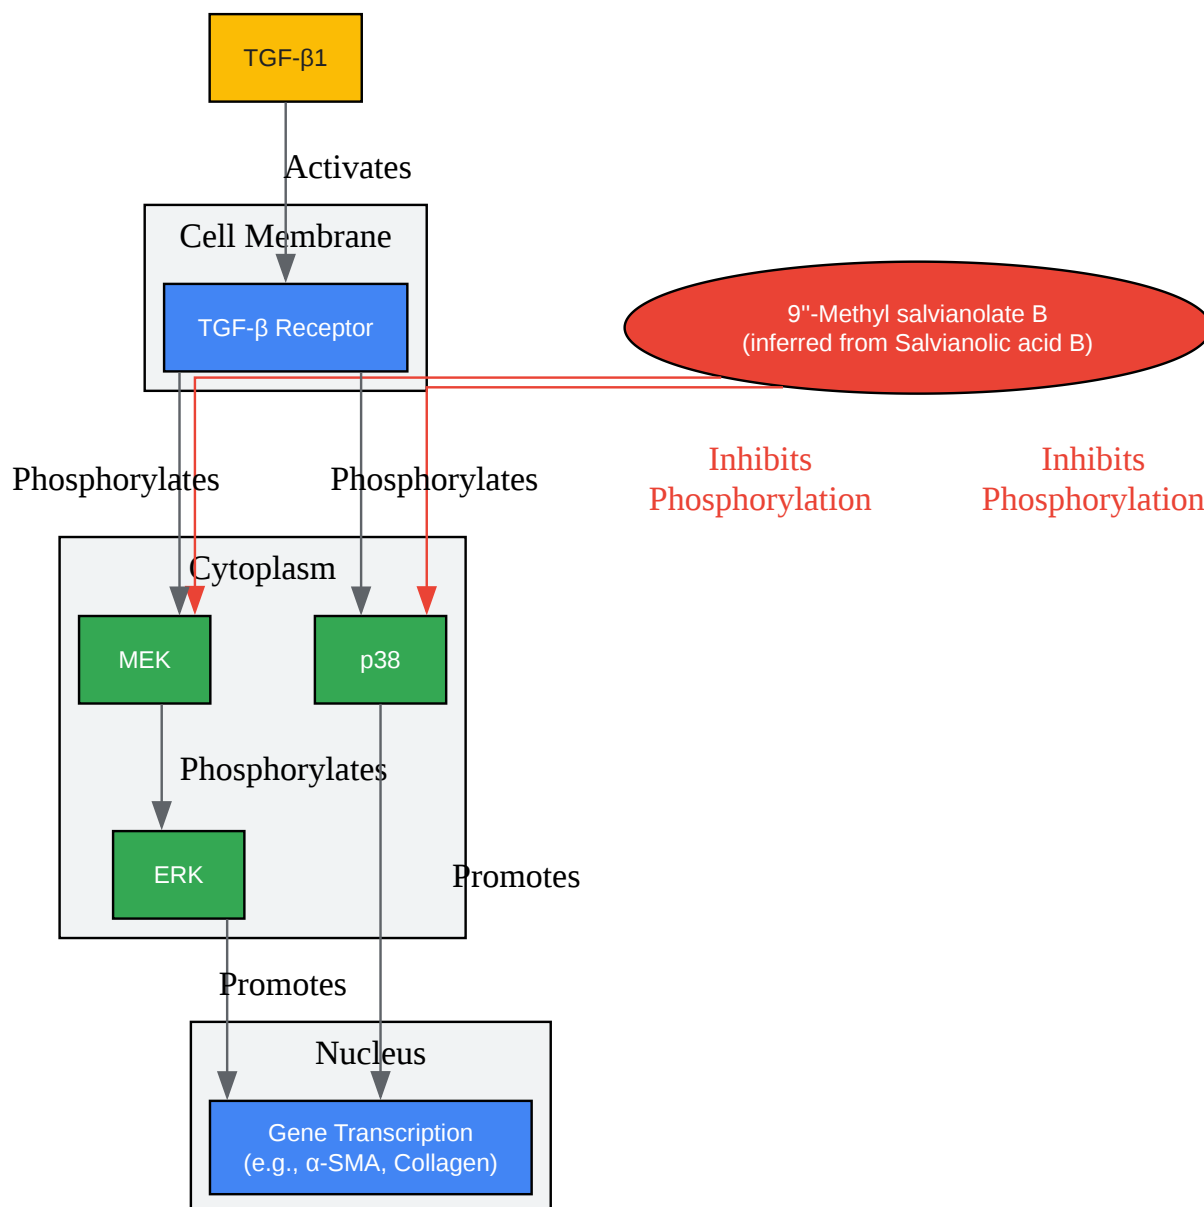 TGF-β1
Activates
Cell Membrane
TGF-β Receptor
9"-Methyl salvianolate B
(inferred from Salvianolic acid B)
Phosphorylates
Phosphorylates
Inhibits
Phosphorylation
Inhibits
Phosphorylation
Cytoplasm
MEK
p38
Phosphorylates
ERK
Promotes
Promotes
Nucleus
Gene Transcription
(e.g., α-SMA, Collagen)